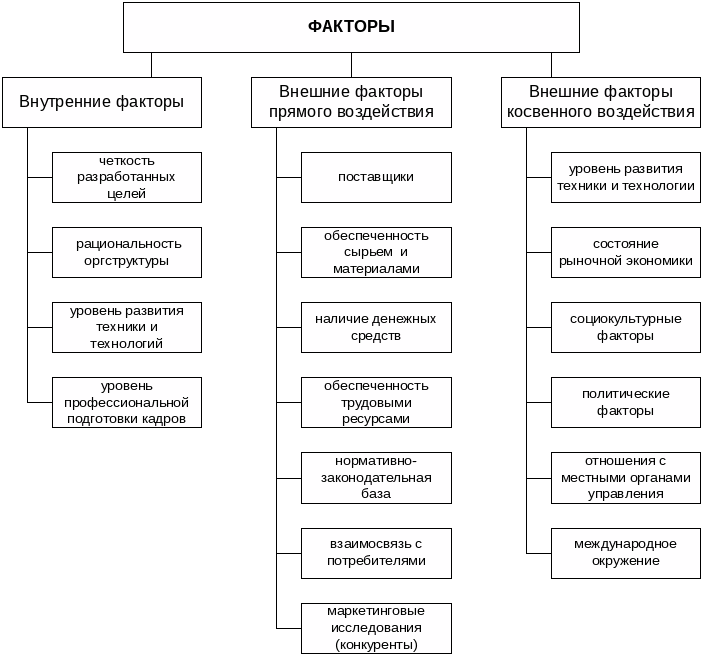 ФАКТОРЫ
Внутренние факторы
четкость
разработанных
целей
рациональность
оргструктуры
уровень развития
техники и
технологий
уровень
профессиональной
подготовки кадров
Внешние факторы
прямого воздействия
поставщики
обеспеченность
сырьем и
материалами
наличие денежных
средств
обеспеченность
трудовыми
ресурсами
нормативно-
законодательная
база
взаимосвязь с
потребителями
маркетинговые
исследования
(конкуренты)
Внешние факторы
косвенного воздействия
уровень развития
техники и технологии
состояние
рыночной экономики
социокультурные
факторы
политические
факторы
отношения с
местными органами
управления
международное
окружение